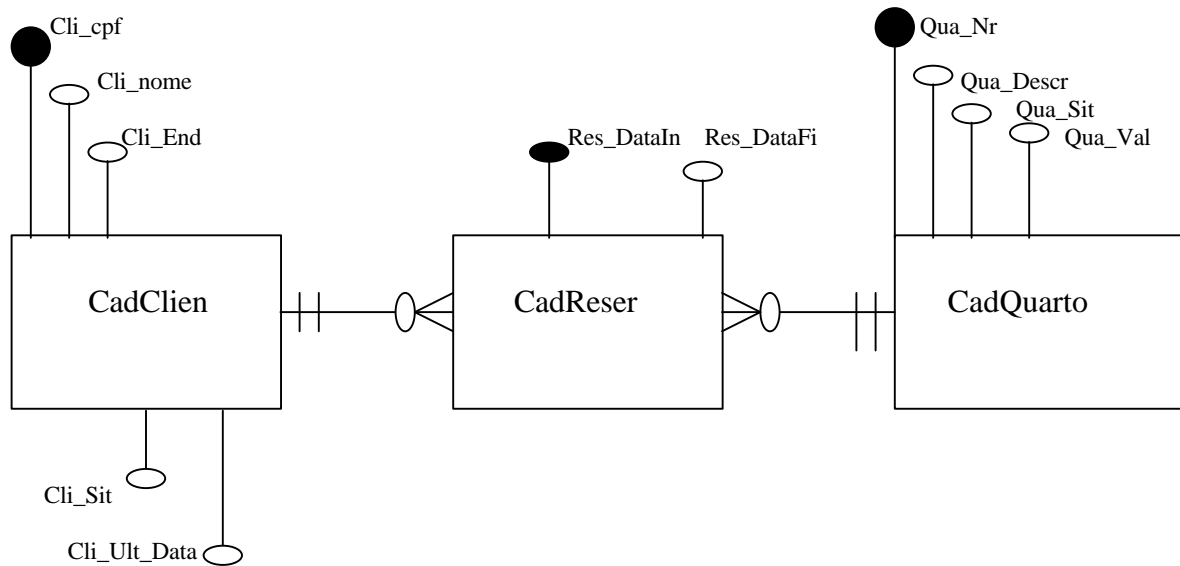 Cli_cpf
Qua_Nr
Cli_nome
Qua_Descr
Qua_Sit
Cli_End
Res_DataIn
Res_DataFi
Qua_Val
CadClien
CadReser
CadQuarto
Cli_Sit
Cli_Ult_Data